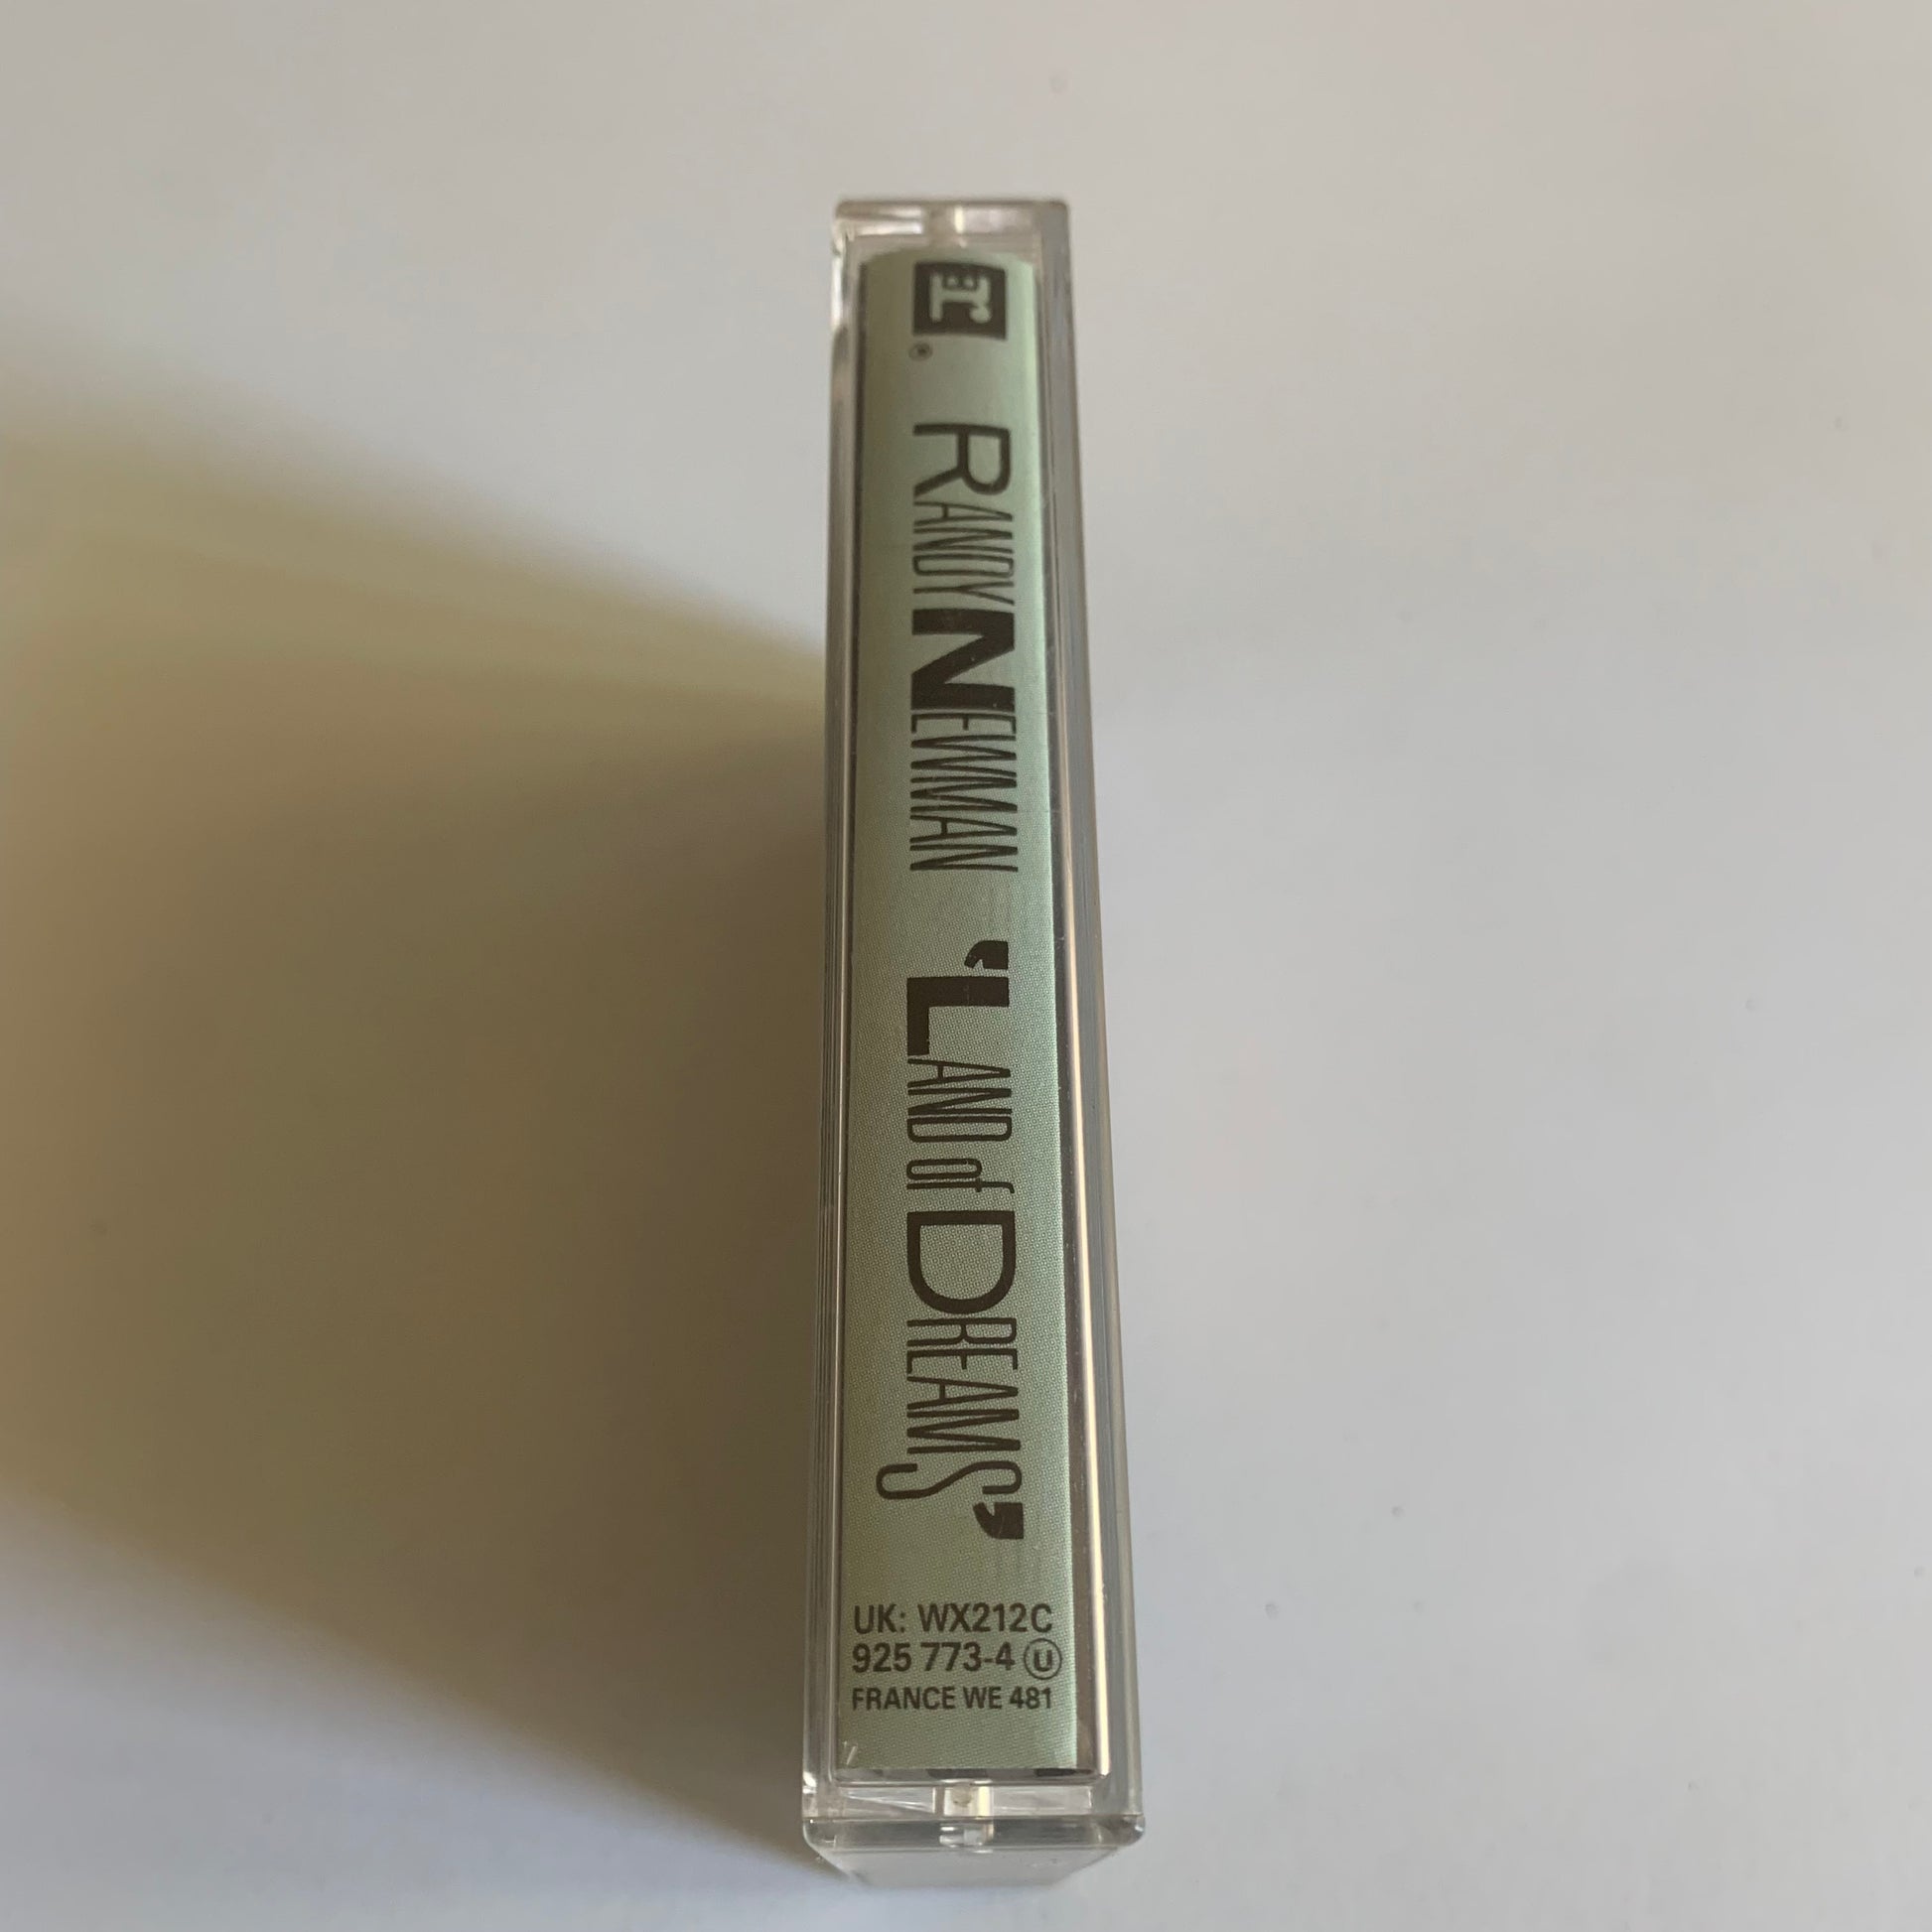 r:
®
RANDY NEWMAN 'LAND of DREAMS'
UK: WX212C
925 773-4 Ⓤ
FRANCE WE 481